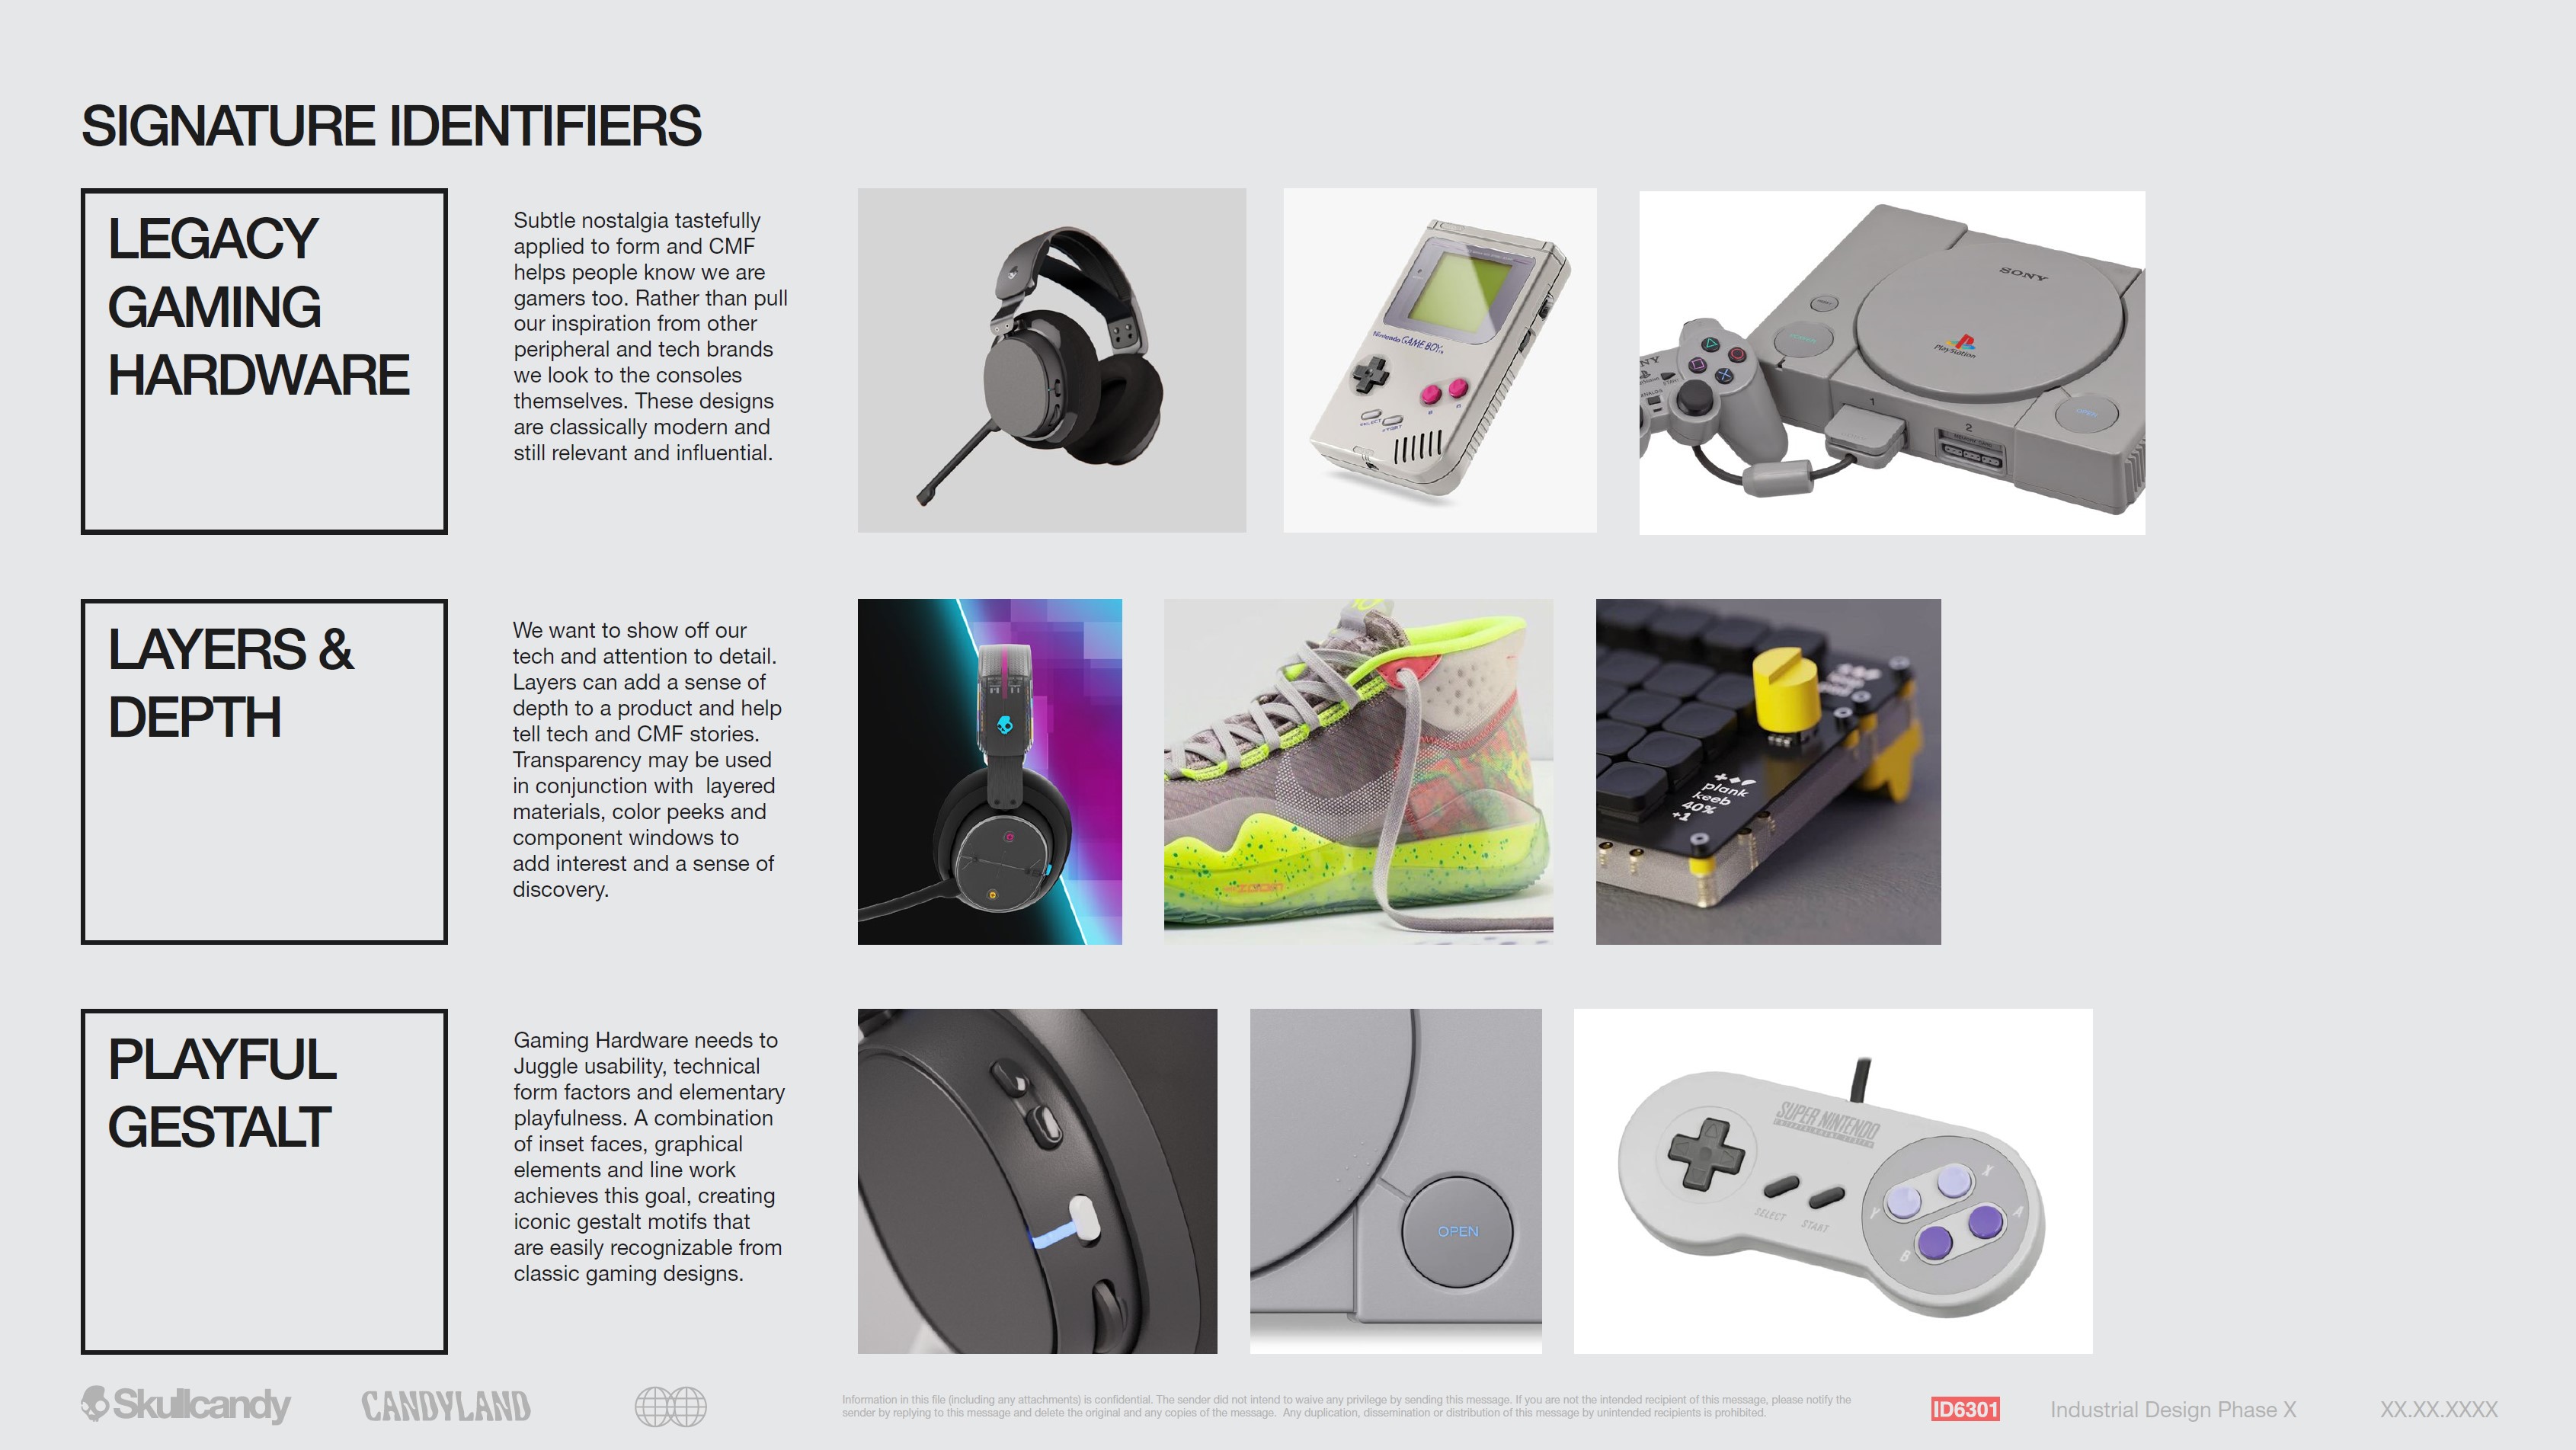 SIGNATURE IDENTIFIERS
LEGACY
GAMING
HARDWARE
Subtle nostalgia tastefully
applied to form and CMF
helps people know we are
gamers too. Rather than pull
our inspiration from other
peripheral and tech brands
we look to the consoles
themselves. These designs
are classically modern and
still relevant and influential.
Nintendo GAME BOY
SELECT
START
SONY
PlayStation
OPEN
1
2
LAYERS &
DEPTH
We want to show off our
tech and attention to detail.
Layers can add a sense of
depth to a product and help
tell tech and CMF stories.
Transparency may be used
in conjunction with  layered
materials, color peeks and
component windows to
add interest and a sense of
discovery.
ZOOM
plank
keeb
40%
+1
PLAYFUL
GESTALT
Gaming Hardware needs to
Juggle usability, technical
form factors and elementary
playfulness. A combination
of inset faces, graphical
elements and line work
achieves this goal, creating
iconic gestalt motifs that
are easily recognizable from
classic gaming designs.
OPEN
SUPER NINTENDO
ENTERTAINMENT SYSTEM
SELECT
START
X
Y
A
B
Skullcandy
CANDYLAND
Information in this file (including any attachments) is confidential. The sender did not intend to waive any privilege by sending this message. If you are not the intended recipient of this message, please notify the
sender by replying to this message and delete the original and any copies of the message.  Any duplication, dissemination or distribution of this message by unintended recipients is prohibited.
ID6301
Industrial Design Phase X
XX.XX.XXXX